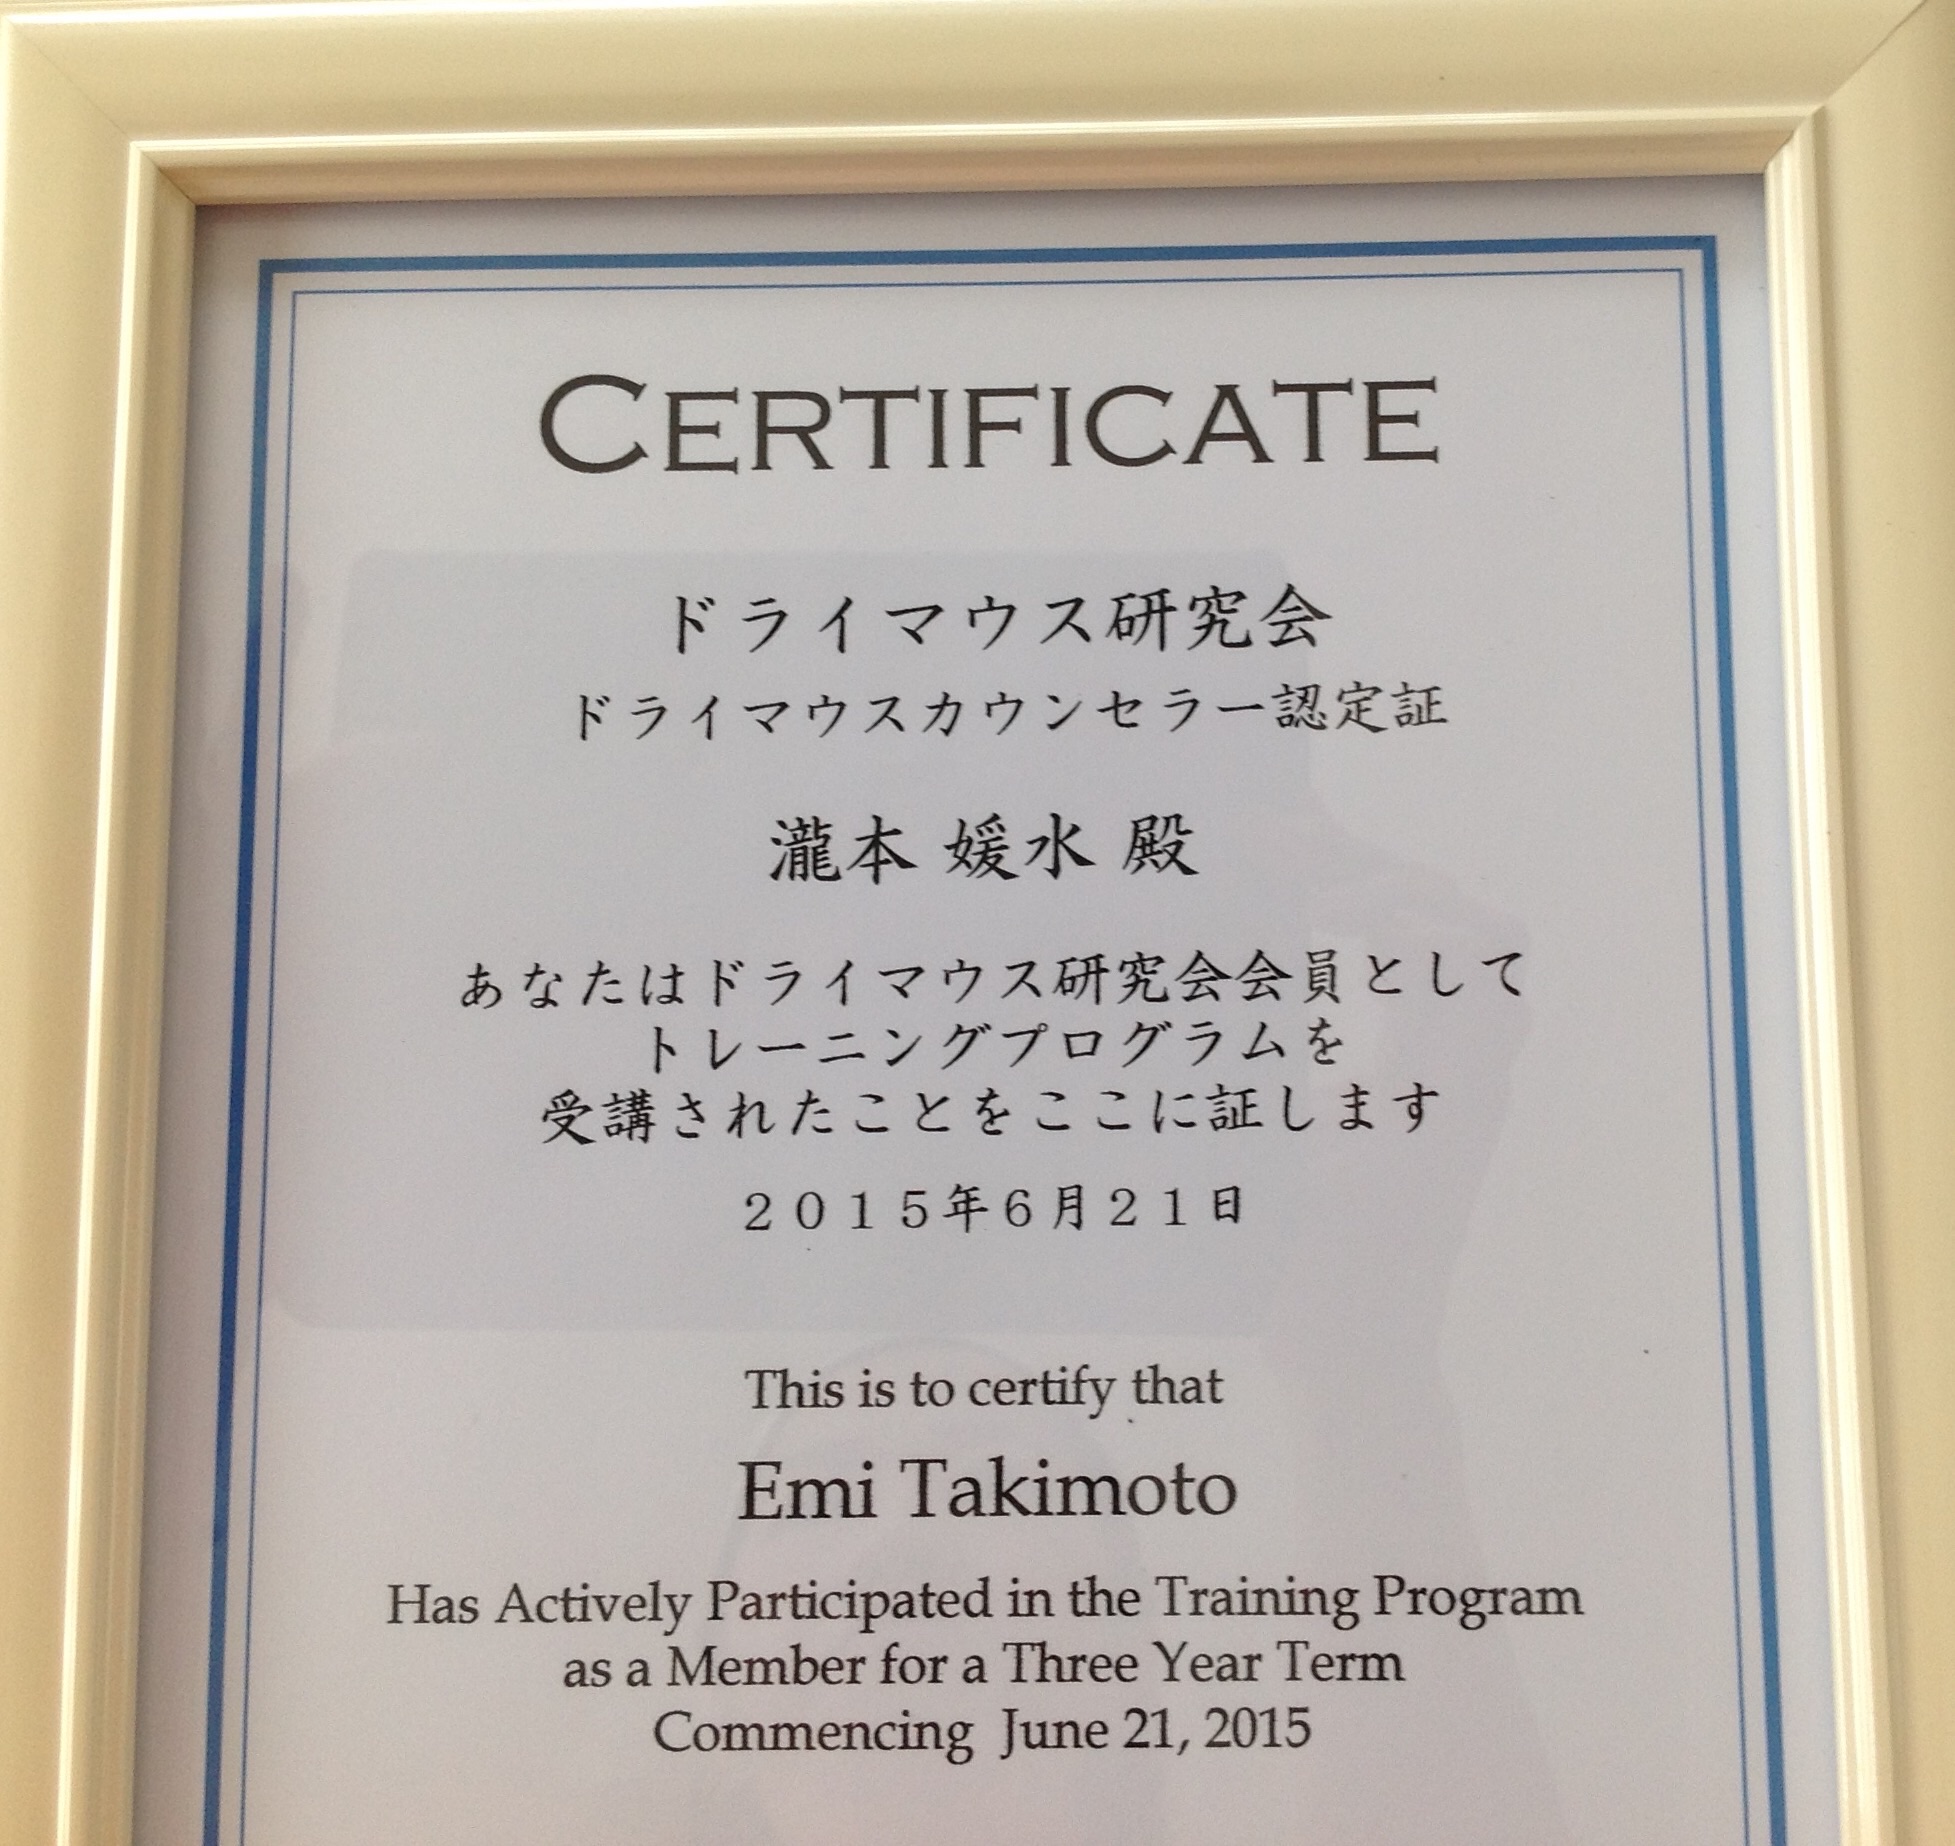 CERTIFICATE
ドライマウス研究会
ドライマウスカウンセラー認定証
瀧本 媛水 殿
あなたはドライマウス研究会会員として
トレーニングプログラムを
受講されたことをここに証します
２０１５年６月２１日
This is to certify that
Emi Takimoto
Has Actively Participated in the Training Program
as a Member for a Three Year Term
Commencing June 21, 2015